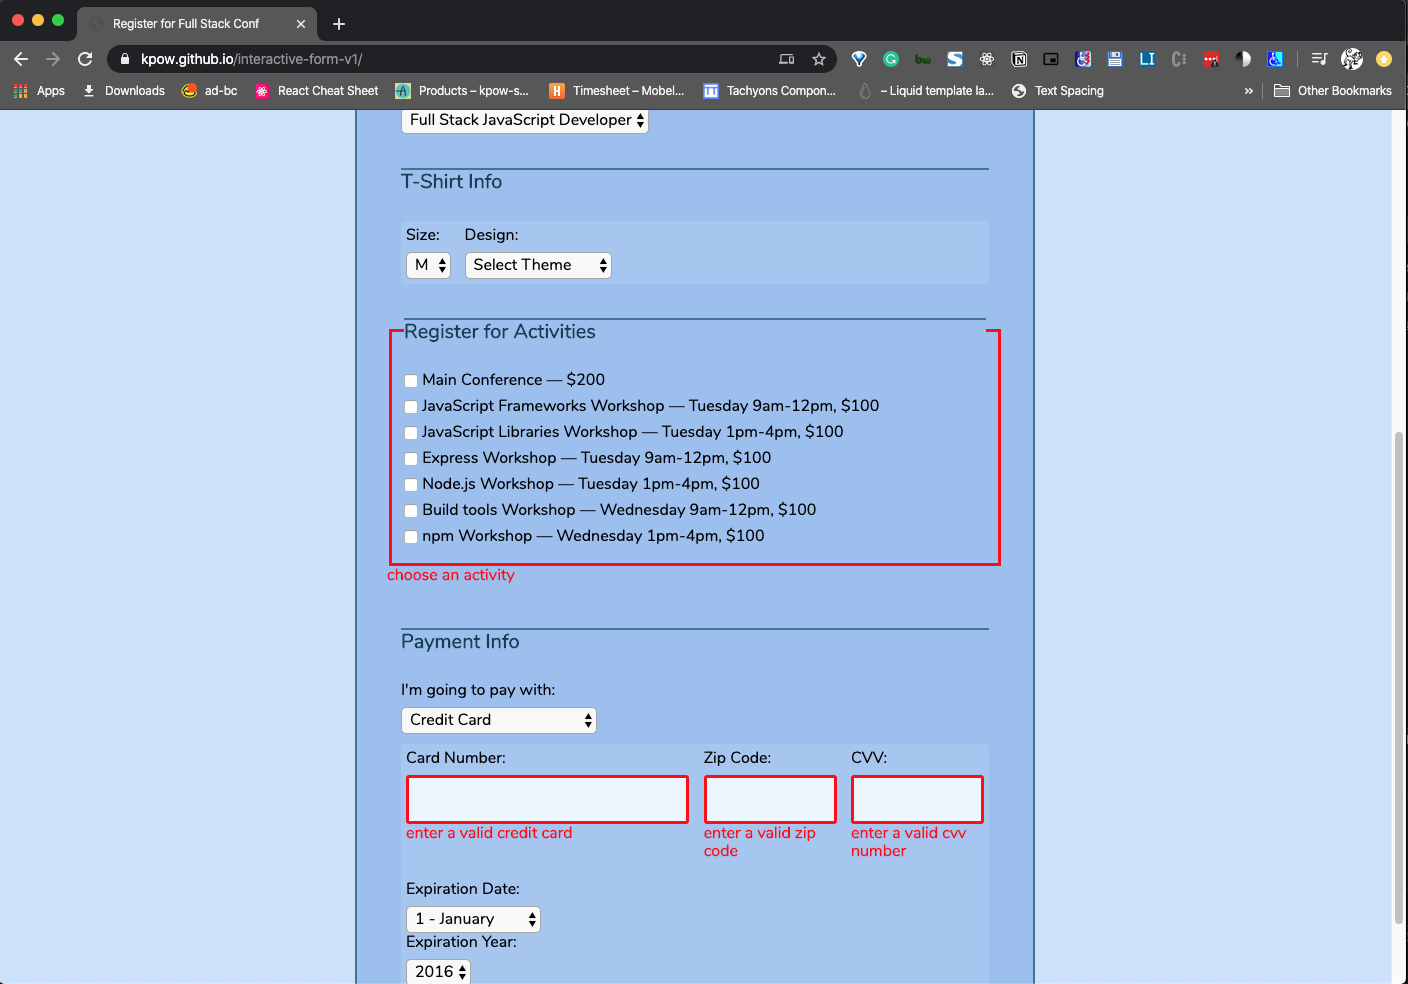 Register for Full Stack Conf
kpow.github.io/interactive-form-v1/
Apps
Downloads
ad-bc
React Cheat Sheet
Products – kpow-s...
Timesheet – Mobel...
Tachyons Compon...
– Liquid template la...
Text Spacing
»
Other Bookmarks
Full Stack JavaScript Developer
T-Shirt Info
Size: Design:
M Select Theme
Register for Activities
Main Conference — $200
JavaScript Frameworks Workshop — Tuesday 9am-12pm, $100
JavaScript Libraries Workshop — Tuesday 1pm-4pm, $100
Express Workshop — Tuesday 9am-12pm, $100
Node.js Workshop — Tuesday 1pm-4pm, $100
Build tools Workshop — Wednesday 9am-12pm, $100
npm Workshop — Wednesday 1pm-4pm, $100
choose an activity
Payment Info
I'm going to pay with:
Credit Card
Card Number: Zip Code: CVV:
enter a valid credit card
enter a valid zip
code
enter a valid cvv
number
Expiration Date:
1 - January
Expiration Year:
2016